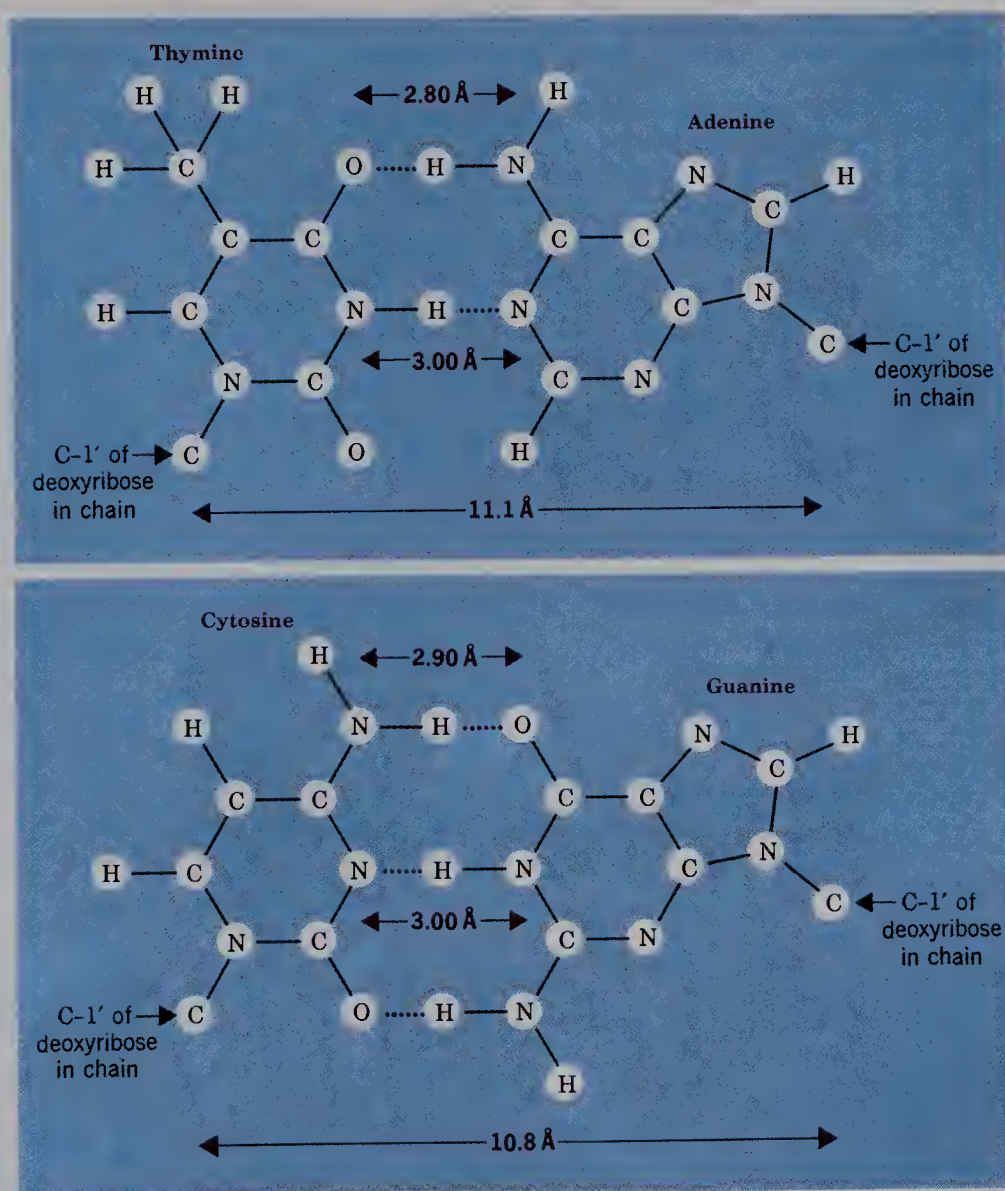 Thymine
H H
2.80 Å
H
Adenine
H C O H N N H
C
C C C C
H C N H N C N
3.00 Å
C
C-1′ of
deoxyribose
in chain
N C C N
C-1′ of
deoxyribose
in chain
C O H
11.1 Å
Cytosine
H
2.90 Å
Guanine
H N H O N H
C
C C C C
H C N H N C N
3.00 Å
C
C-1′ of
deoxyribose
in chain
N C C N
C-1′ of
deoxyribose
in chain
C O H N
H
10.8 Å